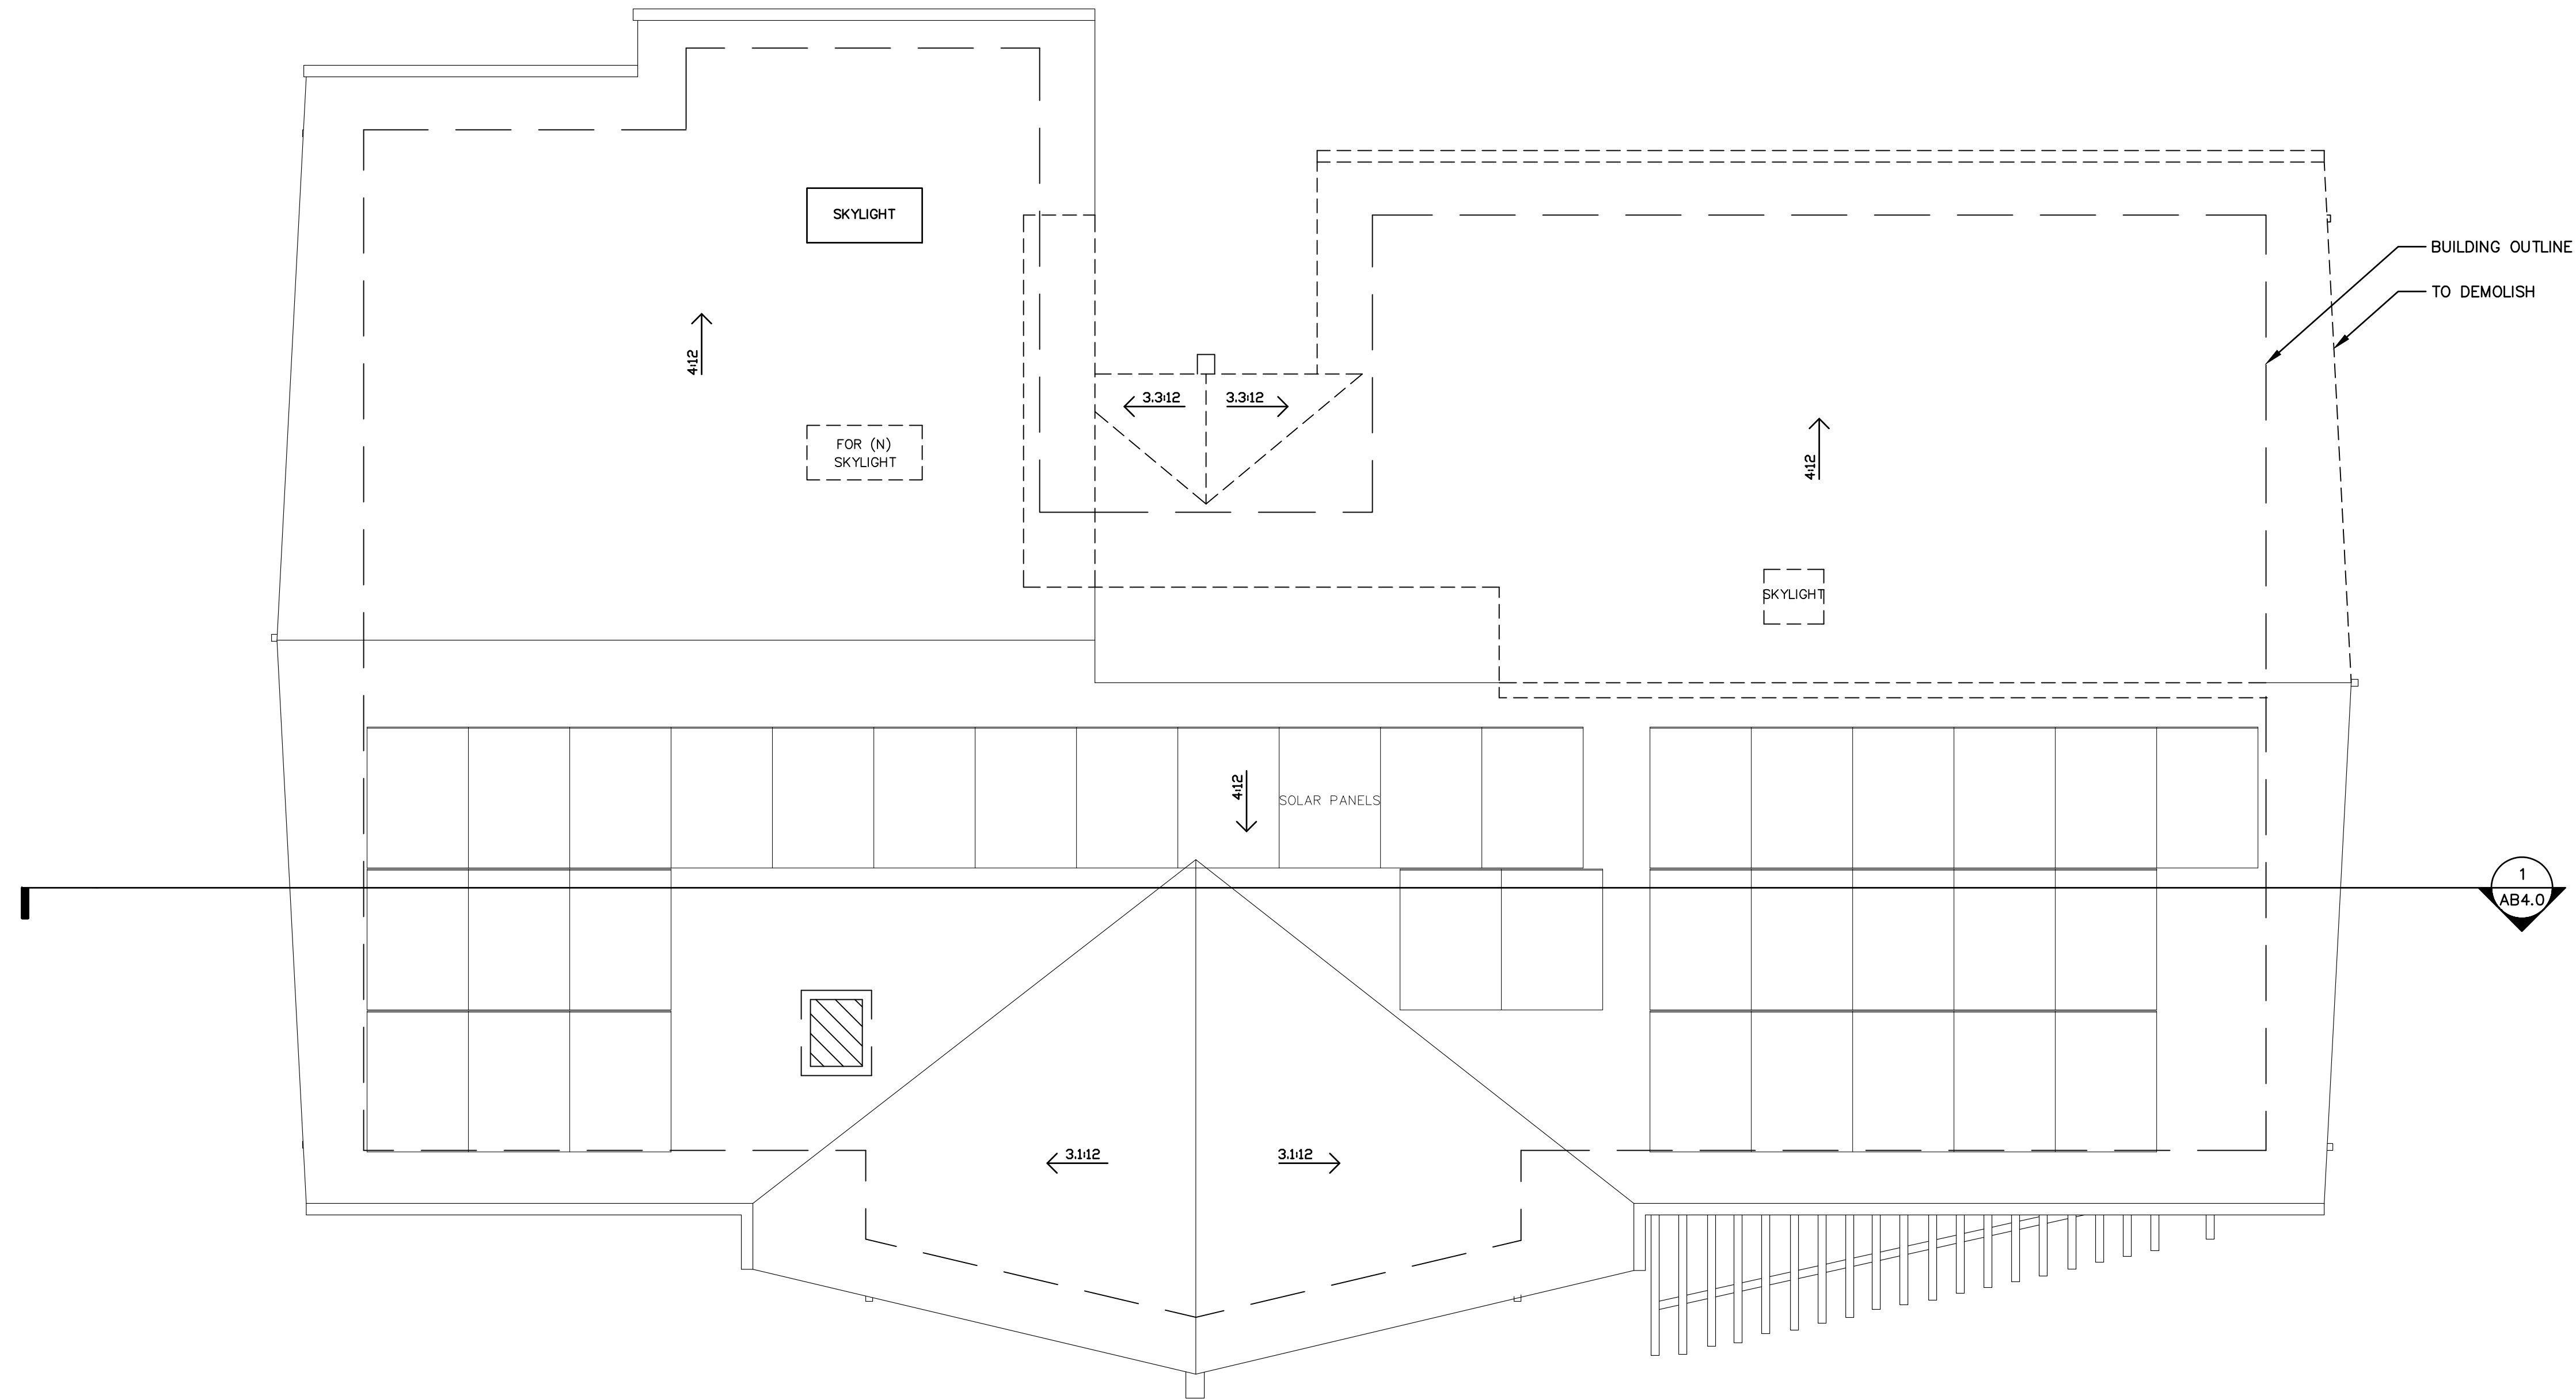 SKYLIGHT
BUILDING OUTLINE
TO DEMOLISH
4:12
3.3:12
3.3:12
FOR (N)
SKYLIGHT
4:12
SKYLIGHT
4:12
SOLAR PANELS
1
AB4.0
3.1:12
3.1:12